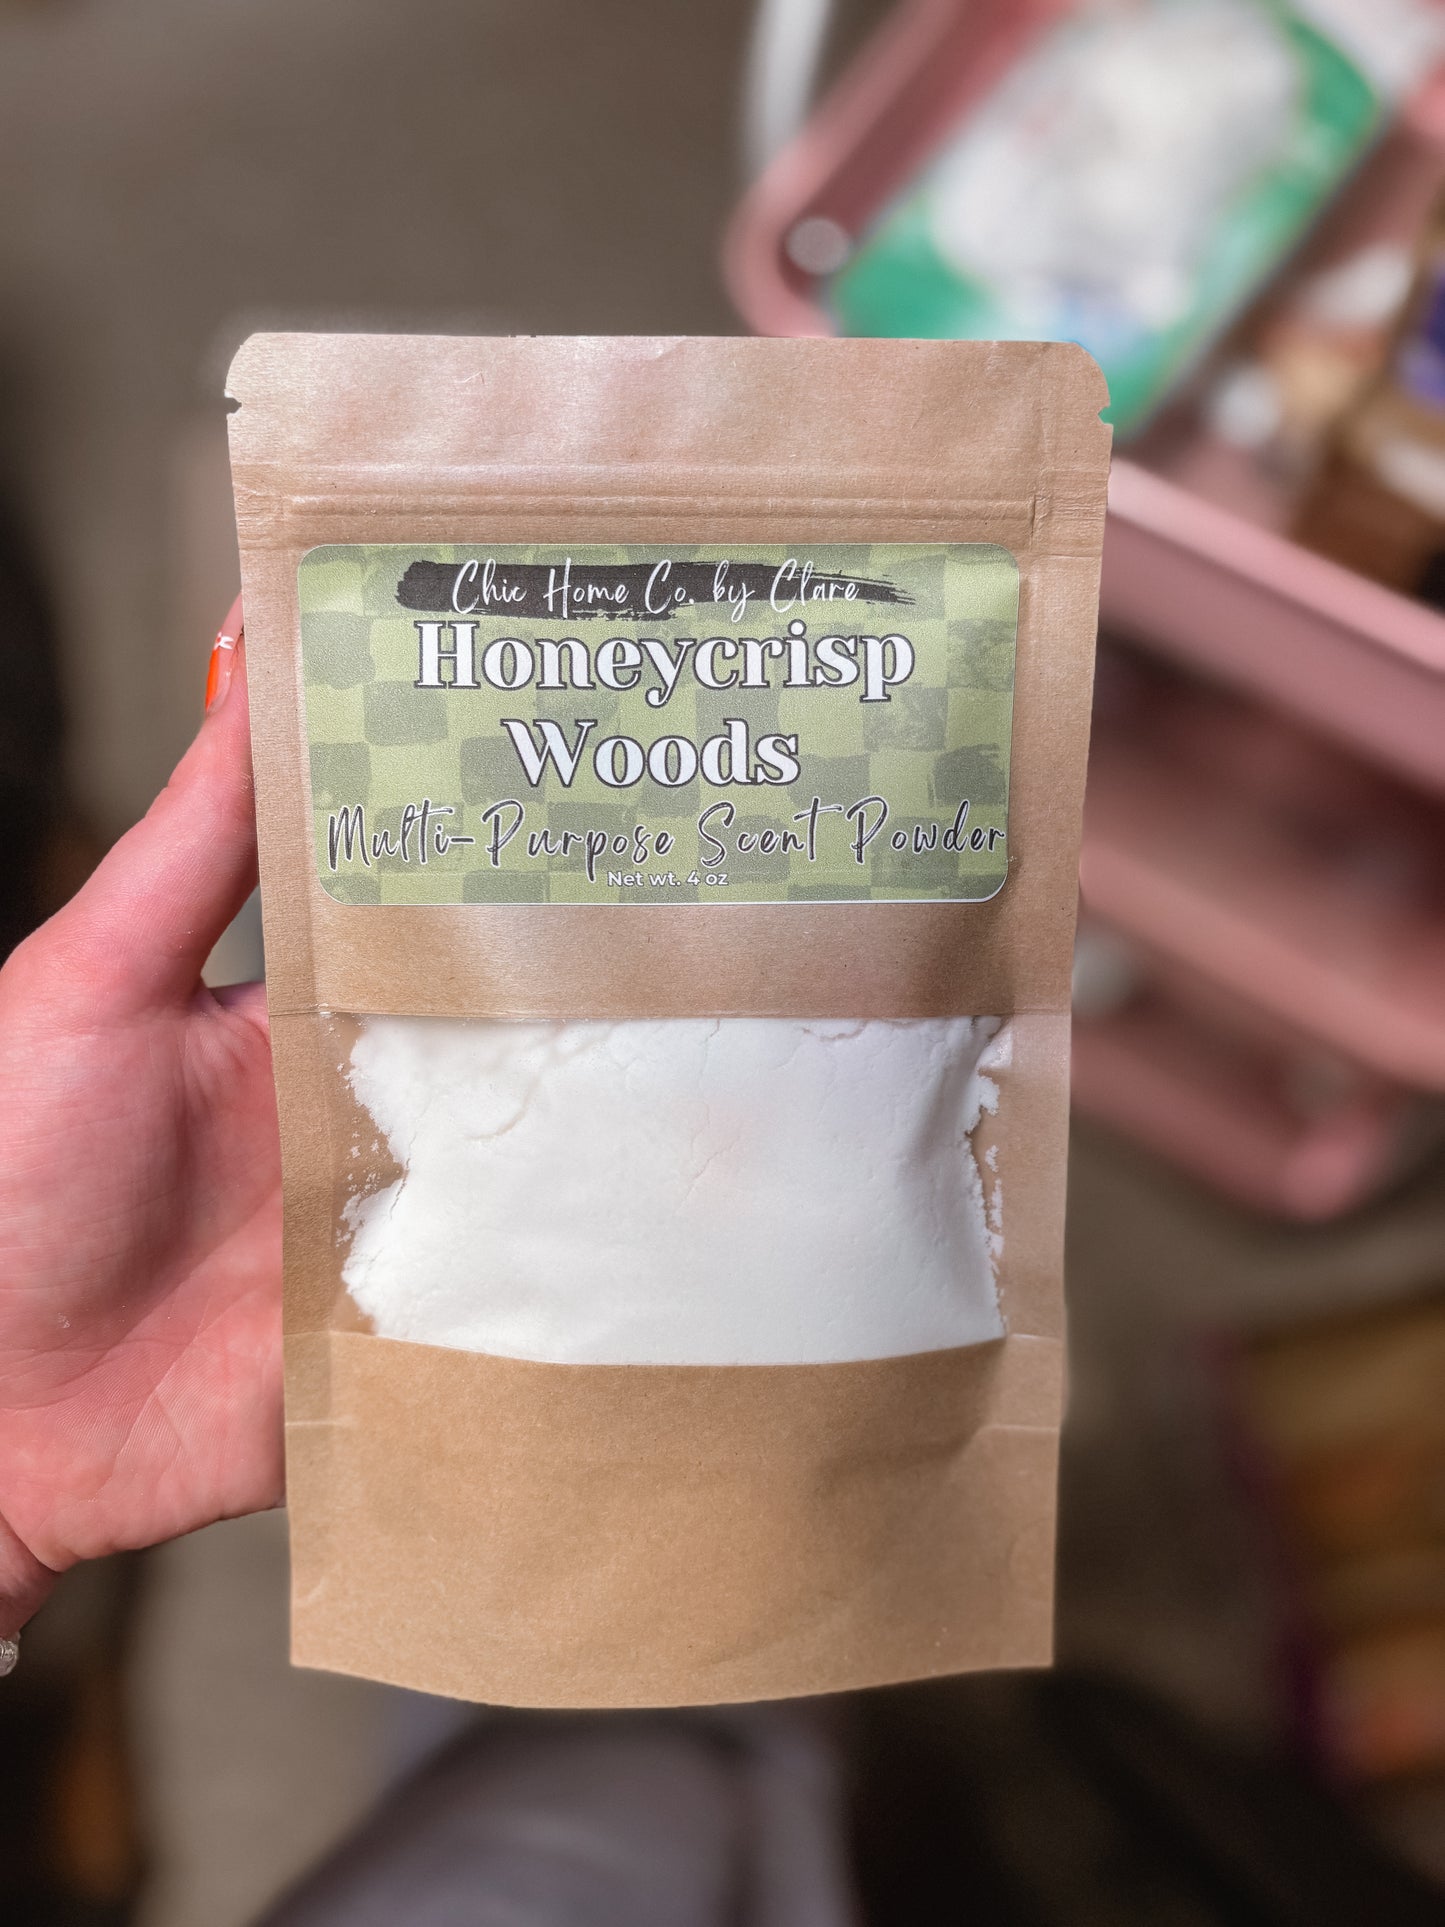 Chic Home Co. by Clare
Honeycrisp
Woods
Multi-Purpose Scent Powder
Net wt. 4 oz